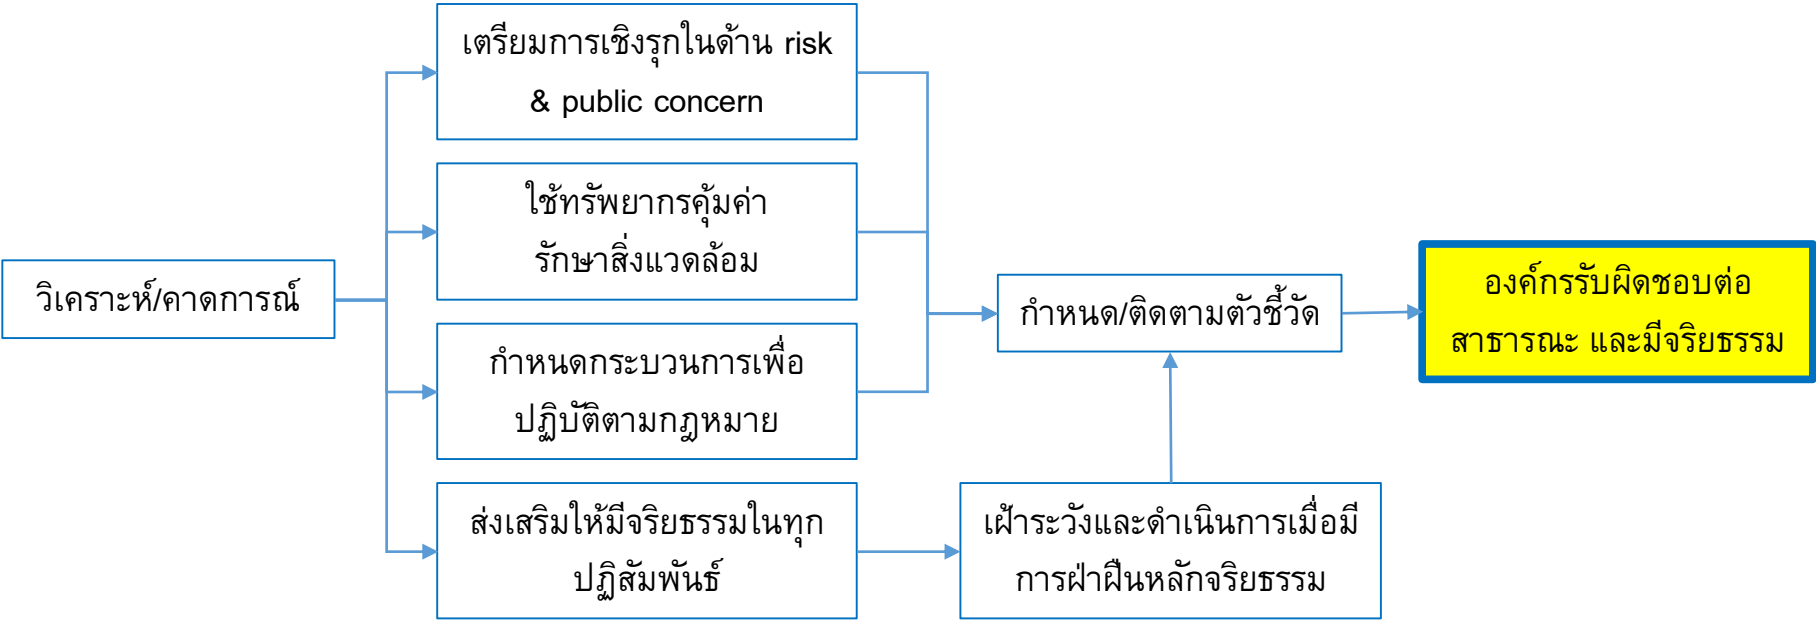 เตรียมการเชิงรุกในด้าน risk
& public concern
ใช้ทรัพยากรคุ้มค่า
รักษาสิ่งแวดล้อม
วิเคราะห์/คาดการณ์
กำหนดกระบวนการเพื่อ
ปฏิบัติตามกฎหมาย
ส่งเสริมให้มีจริยธรรมในทุก
ปฏิสัมพันธ์
เฝ้าระวังและดำเนินการเมื่อมี
การฝ่าฝืนหลักจริยธรรม
กำหนด/ติดตามตัวชี้วัด
องค์กรรับผิดชอบต่อ
สาธารณะ และมีจริยธรรม